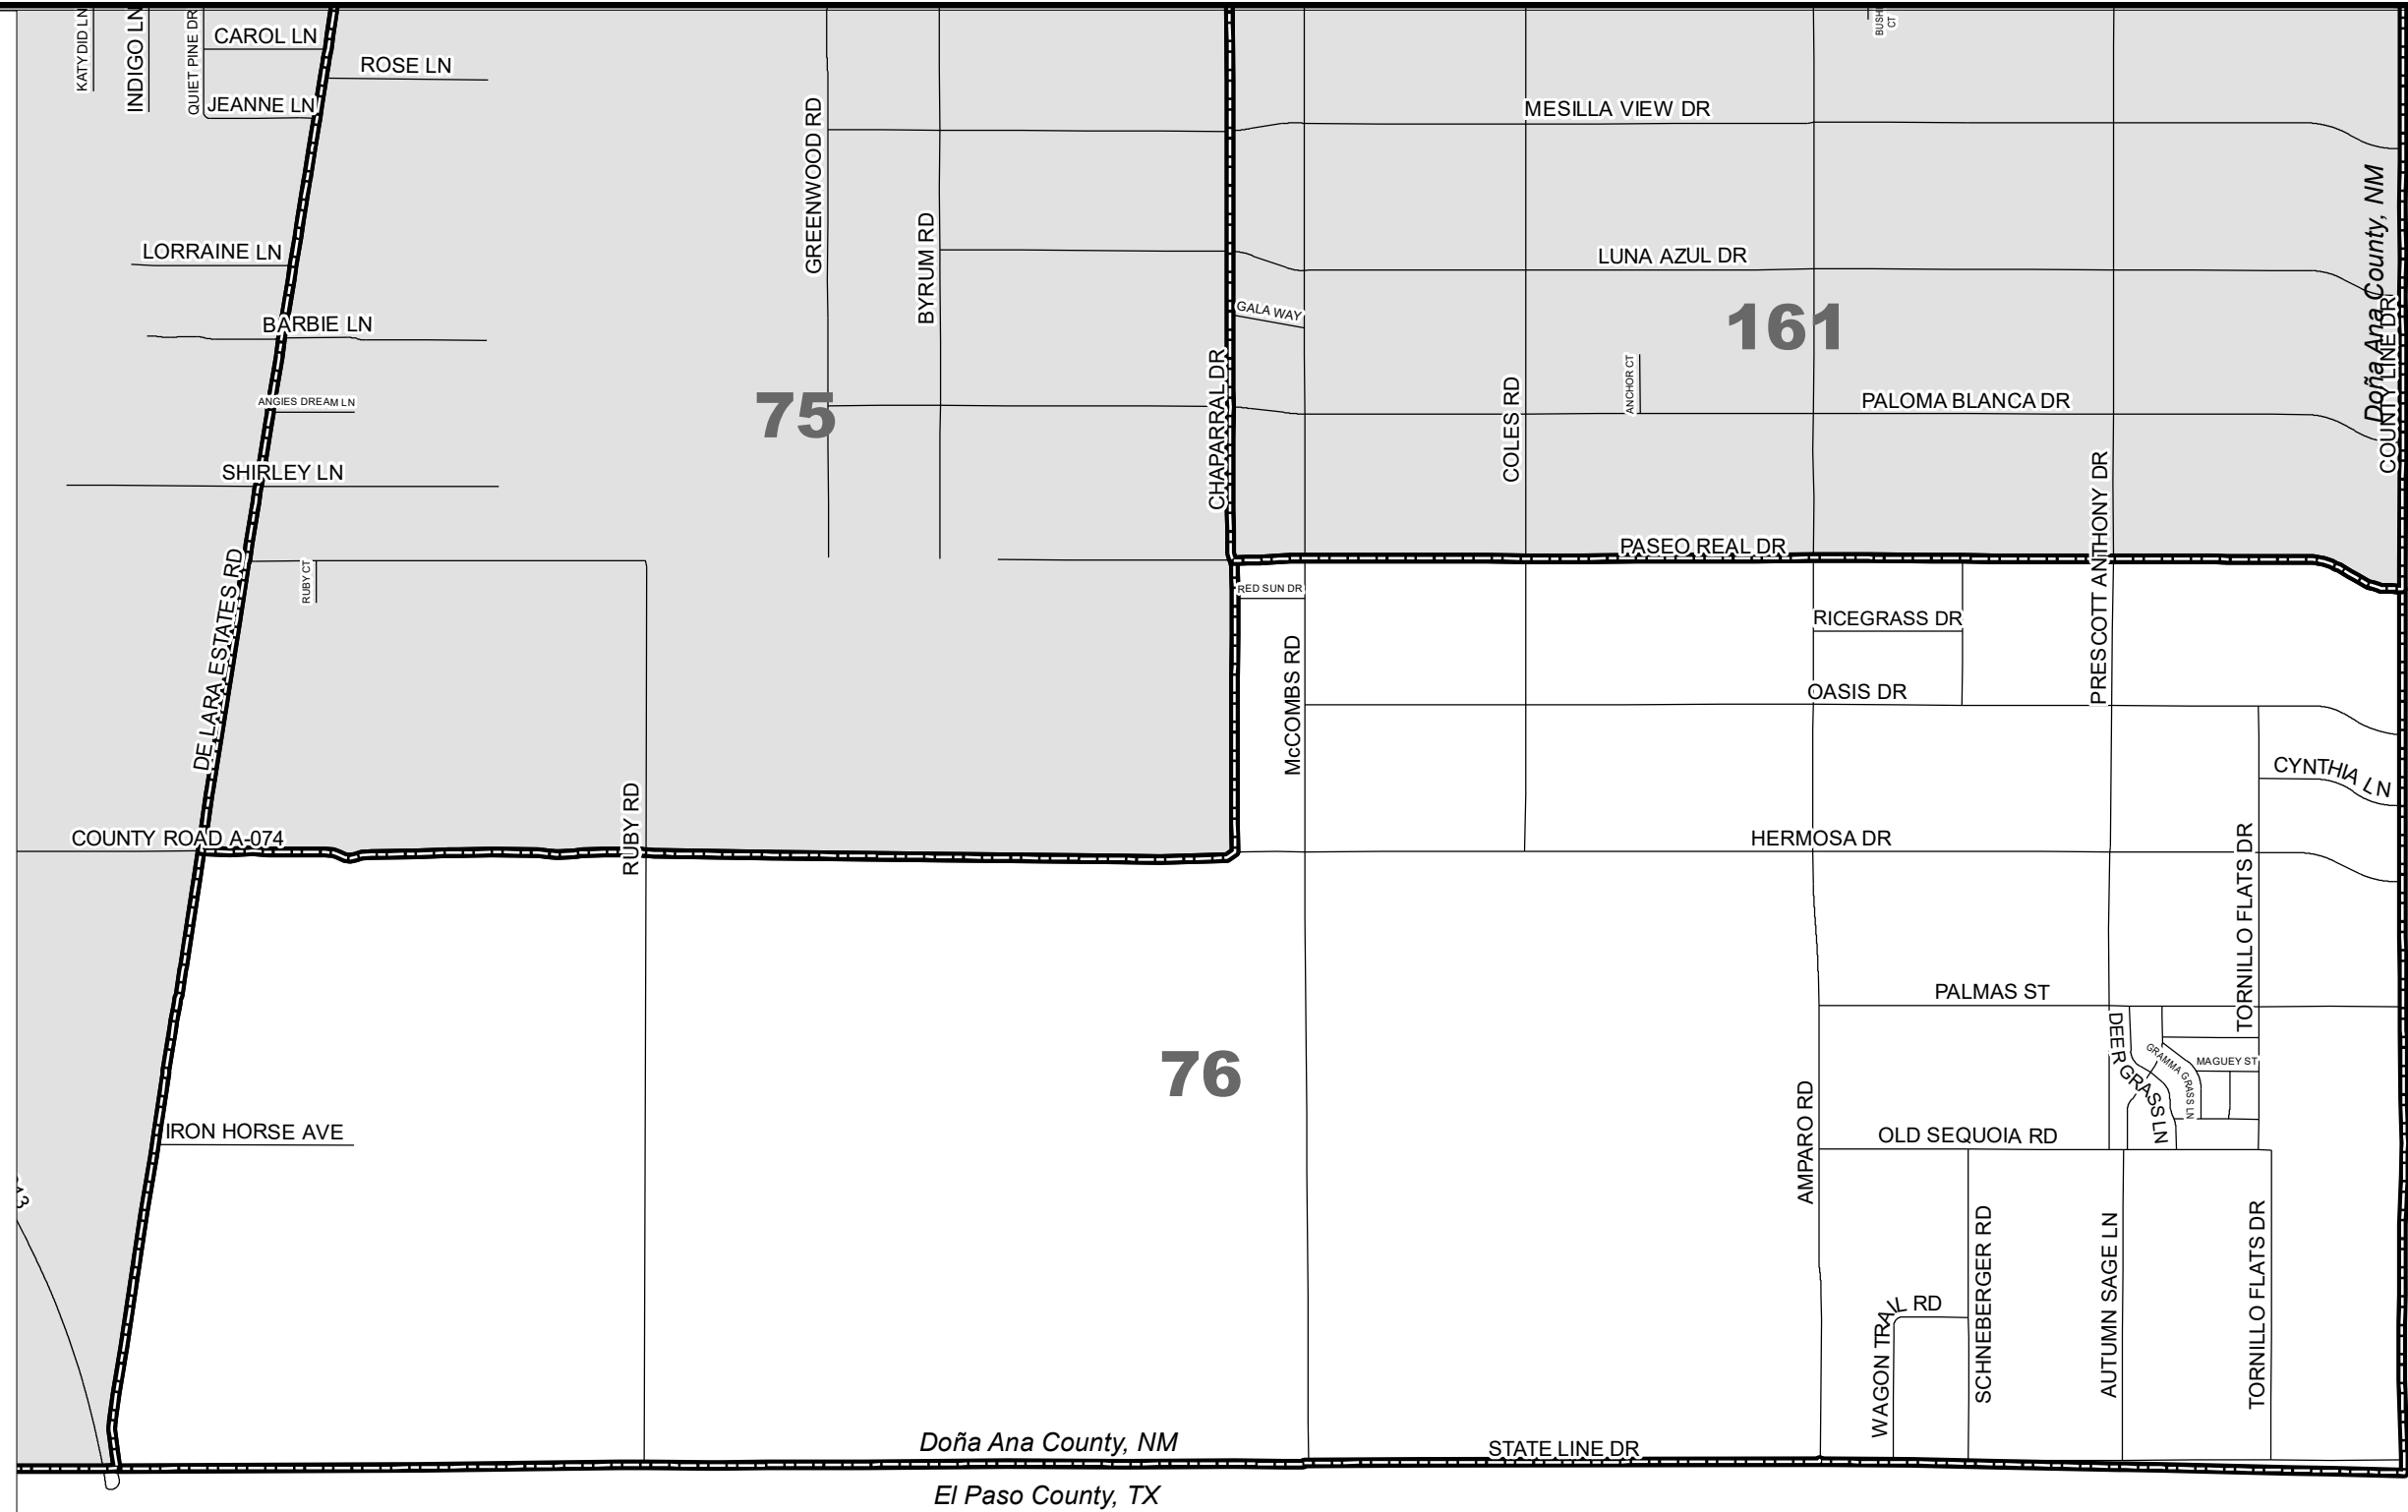 KATYDID LN
INDIGO LN
QUIET PINE DR
CAROL LN
ROSE LN
JEANNE LN
BUSH
CT
MESILLA VIEW DR
GREENWOOD RD
BYRUM RD
Doña Ana County, NM
LORRAINE LN
LUNA AZUL DR
GALA WAY
161
BARBIE LN
COUNTY LINE DR
CHAPARRAL DR
COLES RD
ANCHOR CT
75
ANGIES DREAM LN
PALOMA BLANCA DR
SHIRLEY LN
PRESCOTT ANTHONY DR
PASEO REAL DR
DE LARA ESTATES RD
RUBY CT
RED SUN DR
RICEGRASS DR
McCOMBS RD
OASIS DR
CYNTHIA LN
RUBY RD
COUNTY ROAD A-074
HERMOSA DR
TORNILLO FLATS DR
PALMAS ST
DEER GRASS LN
GRAMMA GRASS LN
MAGUEY ST
76
AMPARO RD
IRON HORSE AVE
OLD SEQUOIA RD
WAGON TRAIL RD
SCHNEBERGER RD
AUTUMN SAGE LN
TORNILLO FLATS DR
Doña Ana County, NM
STATE LINE DR
El Paso County, TX